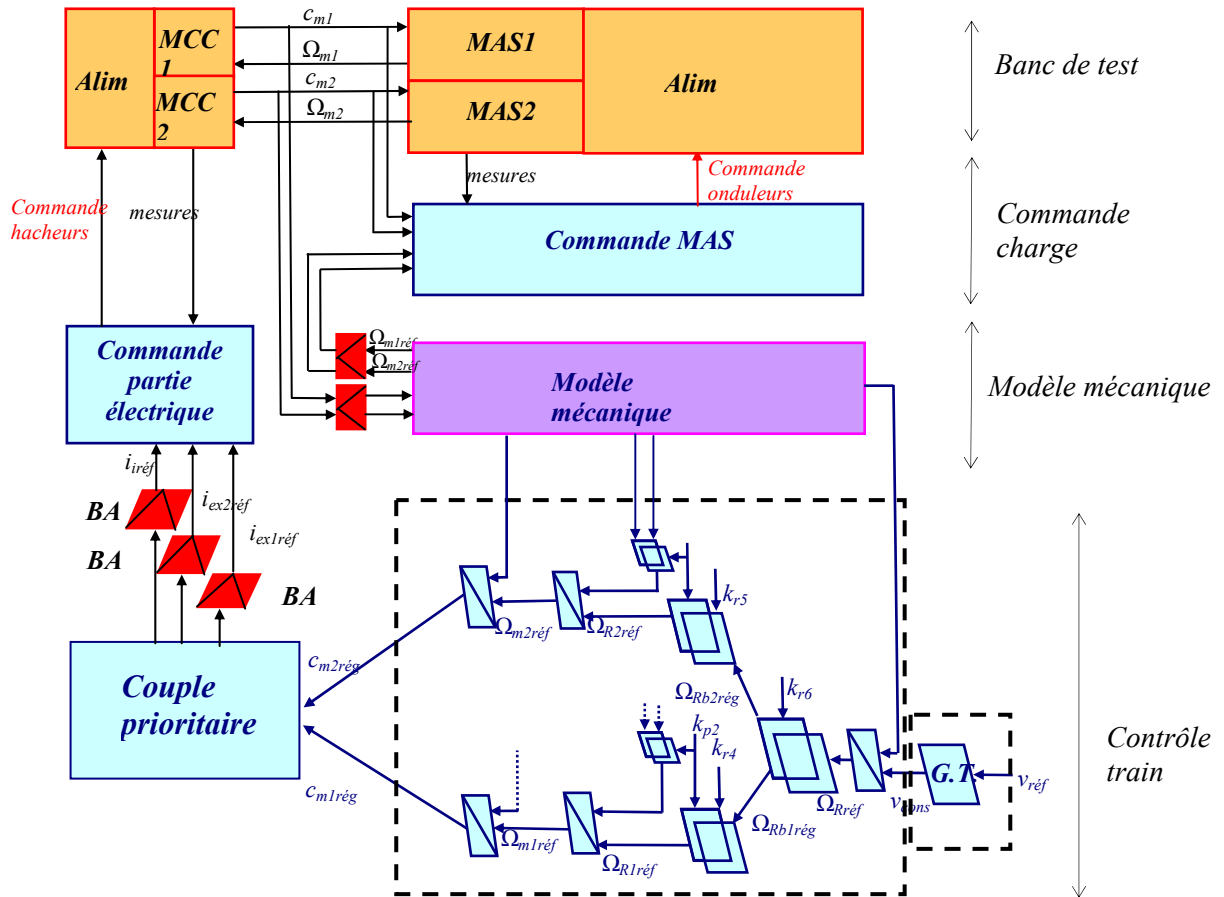 c_m1
MCC
1
MAS1
Ω_m1
Alim
Alim
Banc de test
c_m2
MCC
2
MAS2
Ω_m2
mesures
Commande
onduleurs
Commande
hacheurs
mesures
Commande MAS
Commande
charge
Ω_m1réf
Ω_m2réf
Commande
partie
électrique
Modèle
mécanique
Modèle mécanique
i_iréf
i_ex2réf
i_ex1réf
BA
BA
BA
k_r5
Ω_m2réf
Ω_R2réf
c_m2rég
Couple
prioritaire
Ω_Rb2rég
k_r6
k_p2
k_r4
Contrôle
train
G.T.
v_réf
v_cons
Ω_Rréf
c_m1rég
Ω_Rb1rég
Ω_m1réf
Ω_R1réf